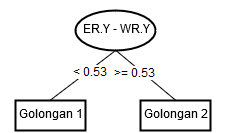 ER.Y - WR.Y
< 0.53 >= 0.53
Golongan 1 Golongan 2